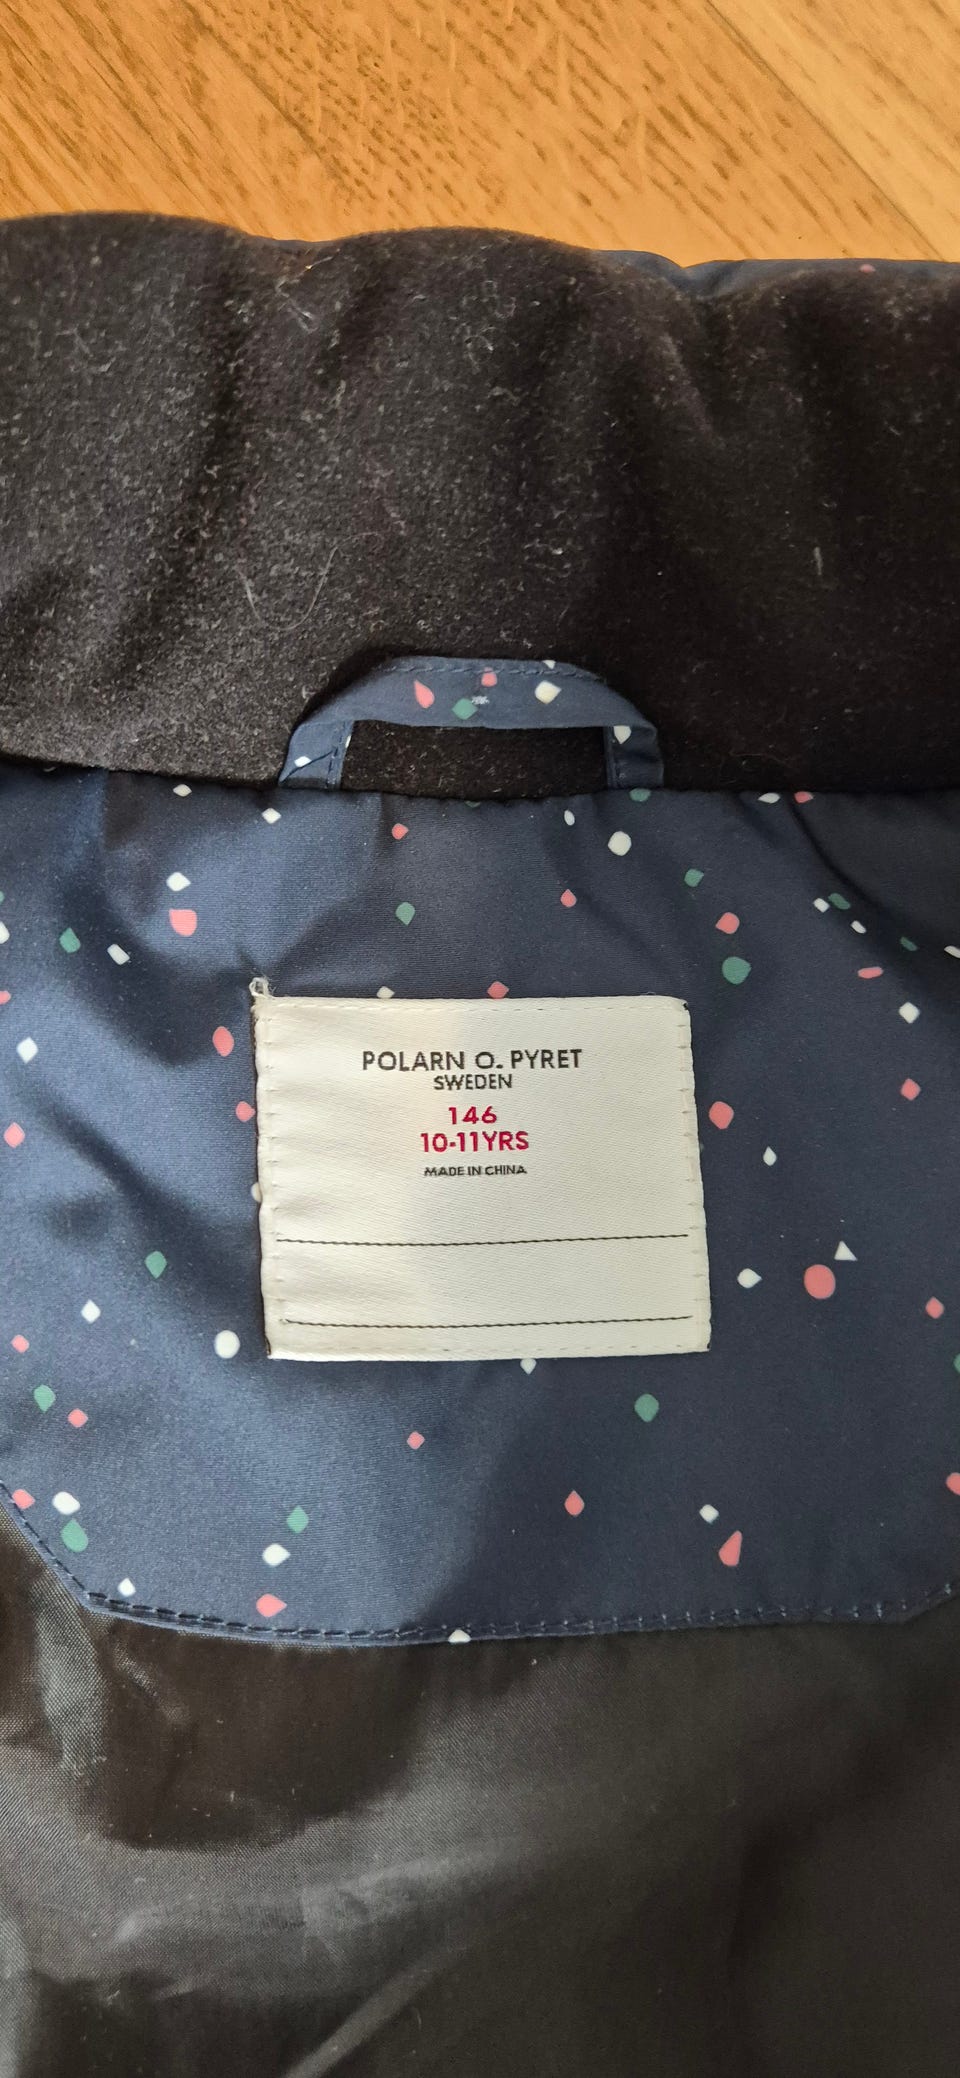 POLARN O. PYRET
SWEDEN
146
10-11YRS
MADE IN CHINA